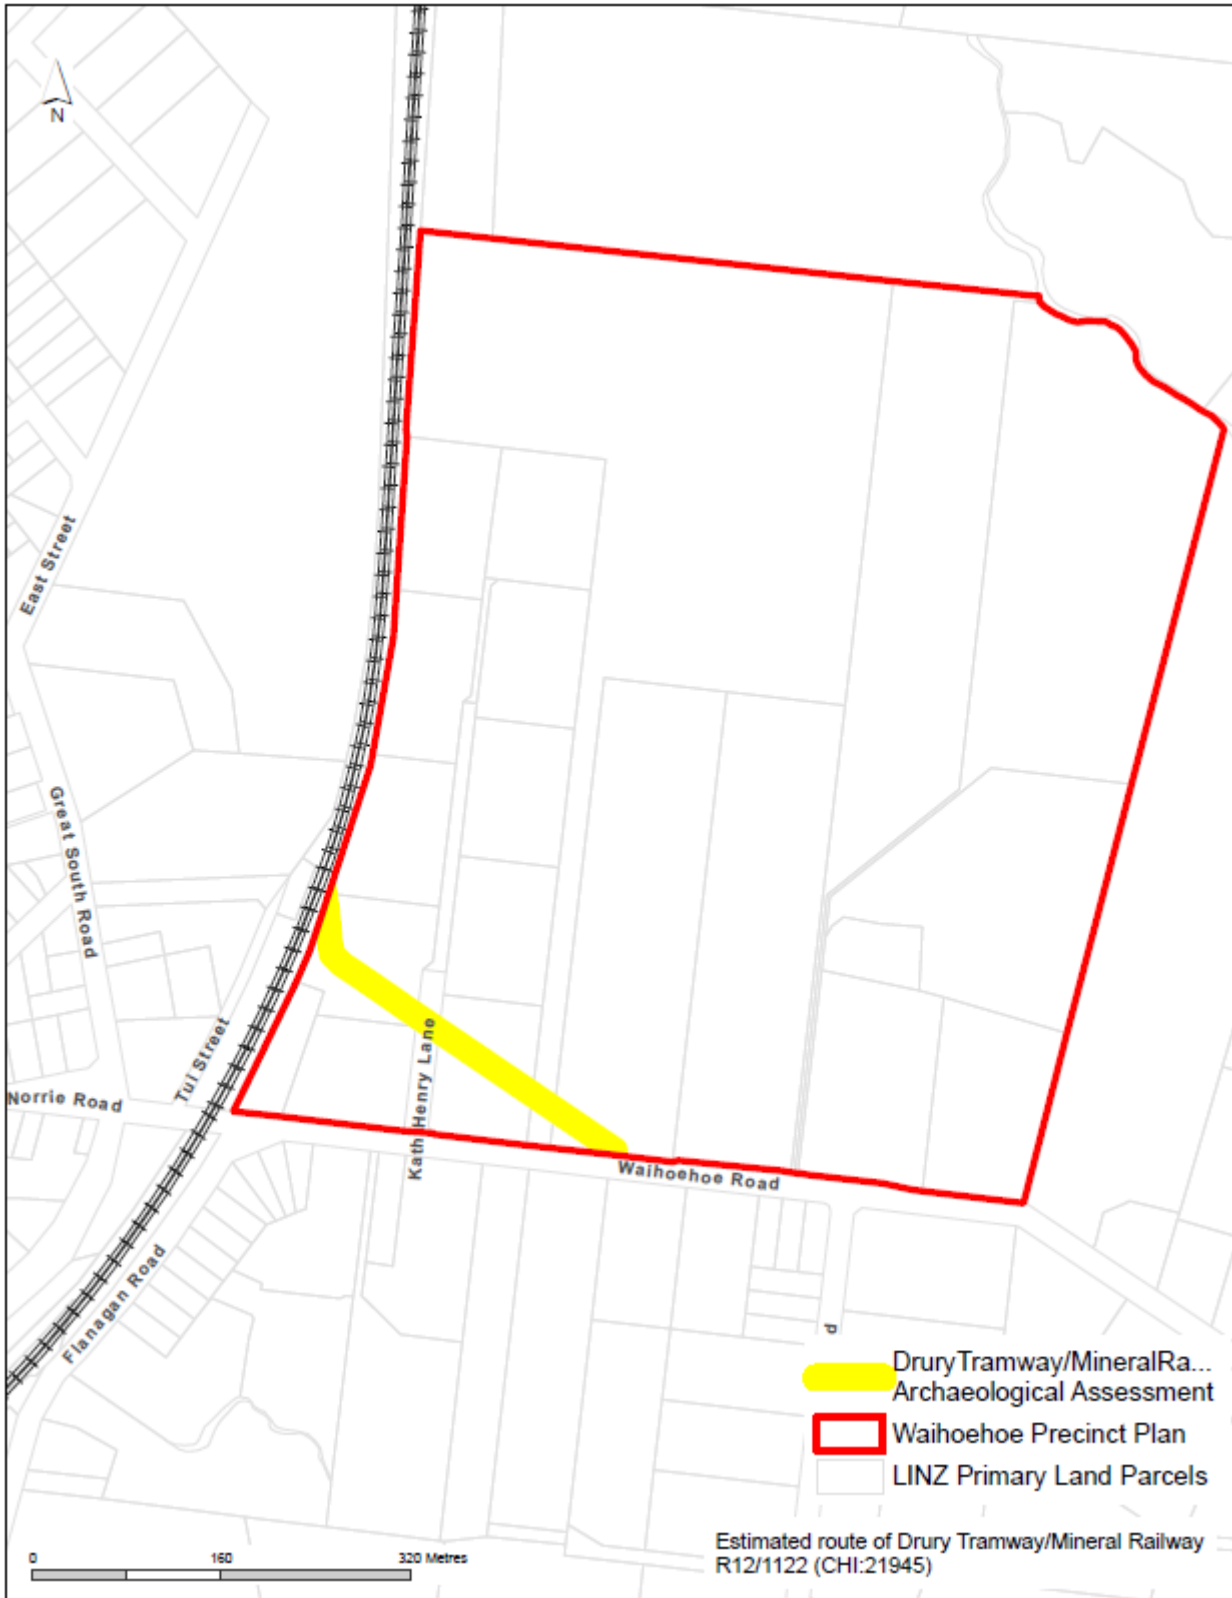 N
East Street
Great South Road
Tui Street
Norrie Road
Kath Henry Lane
Waihoehoe Road
Flanagan Road
d
DruryTramway/MineralRa...
Archaeological Assessment
Waihoehoe Precinct Plan
LINZ Primary Land Parcels
Estimated route of Drury Tramway/Mineral Railway
R12/1122 (CHI:21945)
0 160 320 Metres